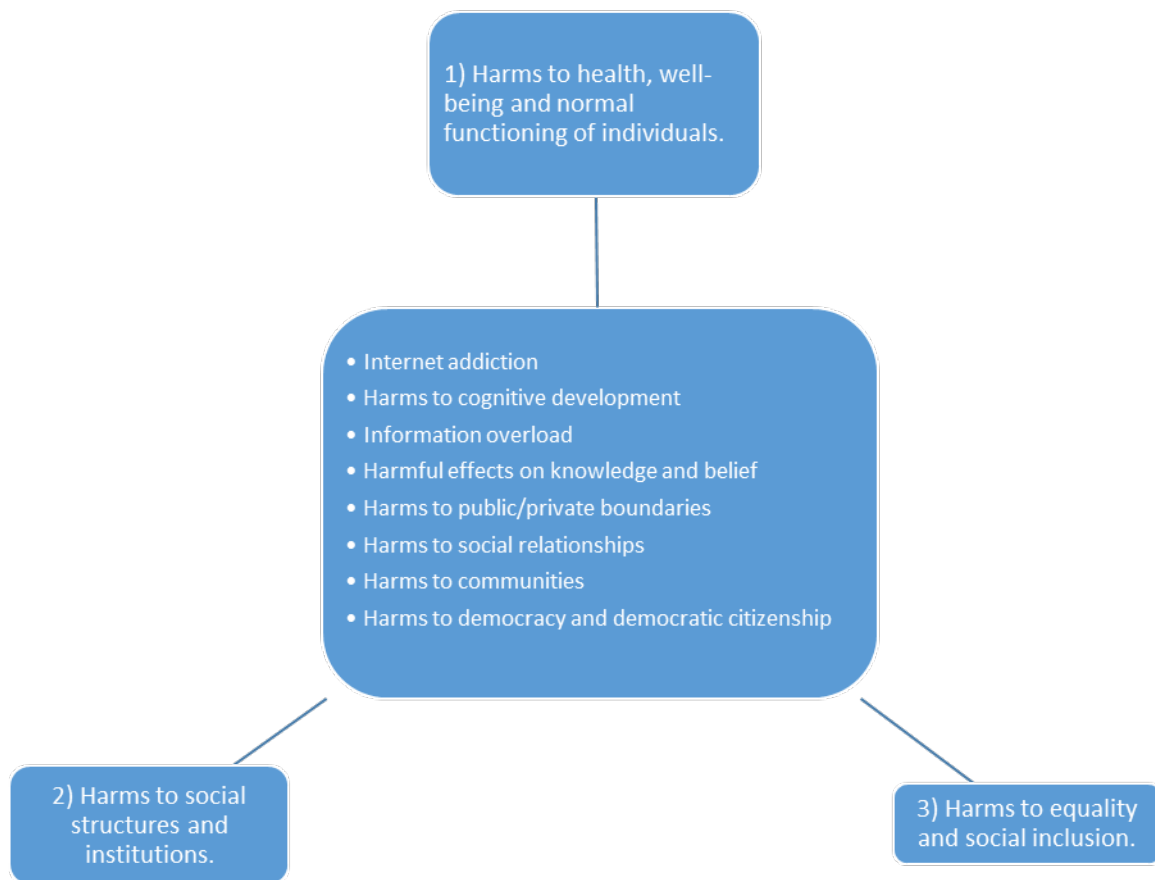 1) Harms to health, well-
being and normal
functioning of individuals.
• Internet addiction
• Harms to cognitive development
• Information overload
• Harmful effects on knowledge and belief
• Harms to public/private boundaries
• Harms to social relationships
• Harms to communities
• Harms to democracy and democratic citizenship
2) Harms to social
structures and
institutions.
3) Harms to equality
and social inclusion.